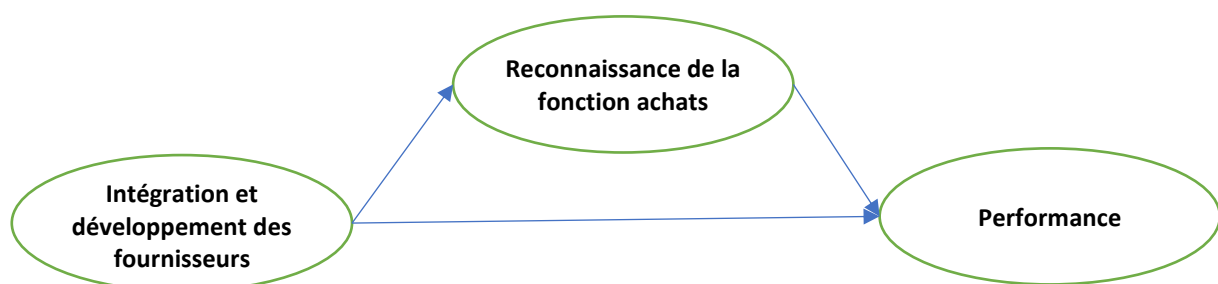 Reconnaissance de la
fonction achats
Intégration et
développement des
fournisseurs
Performance